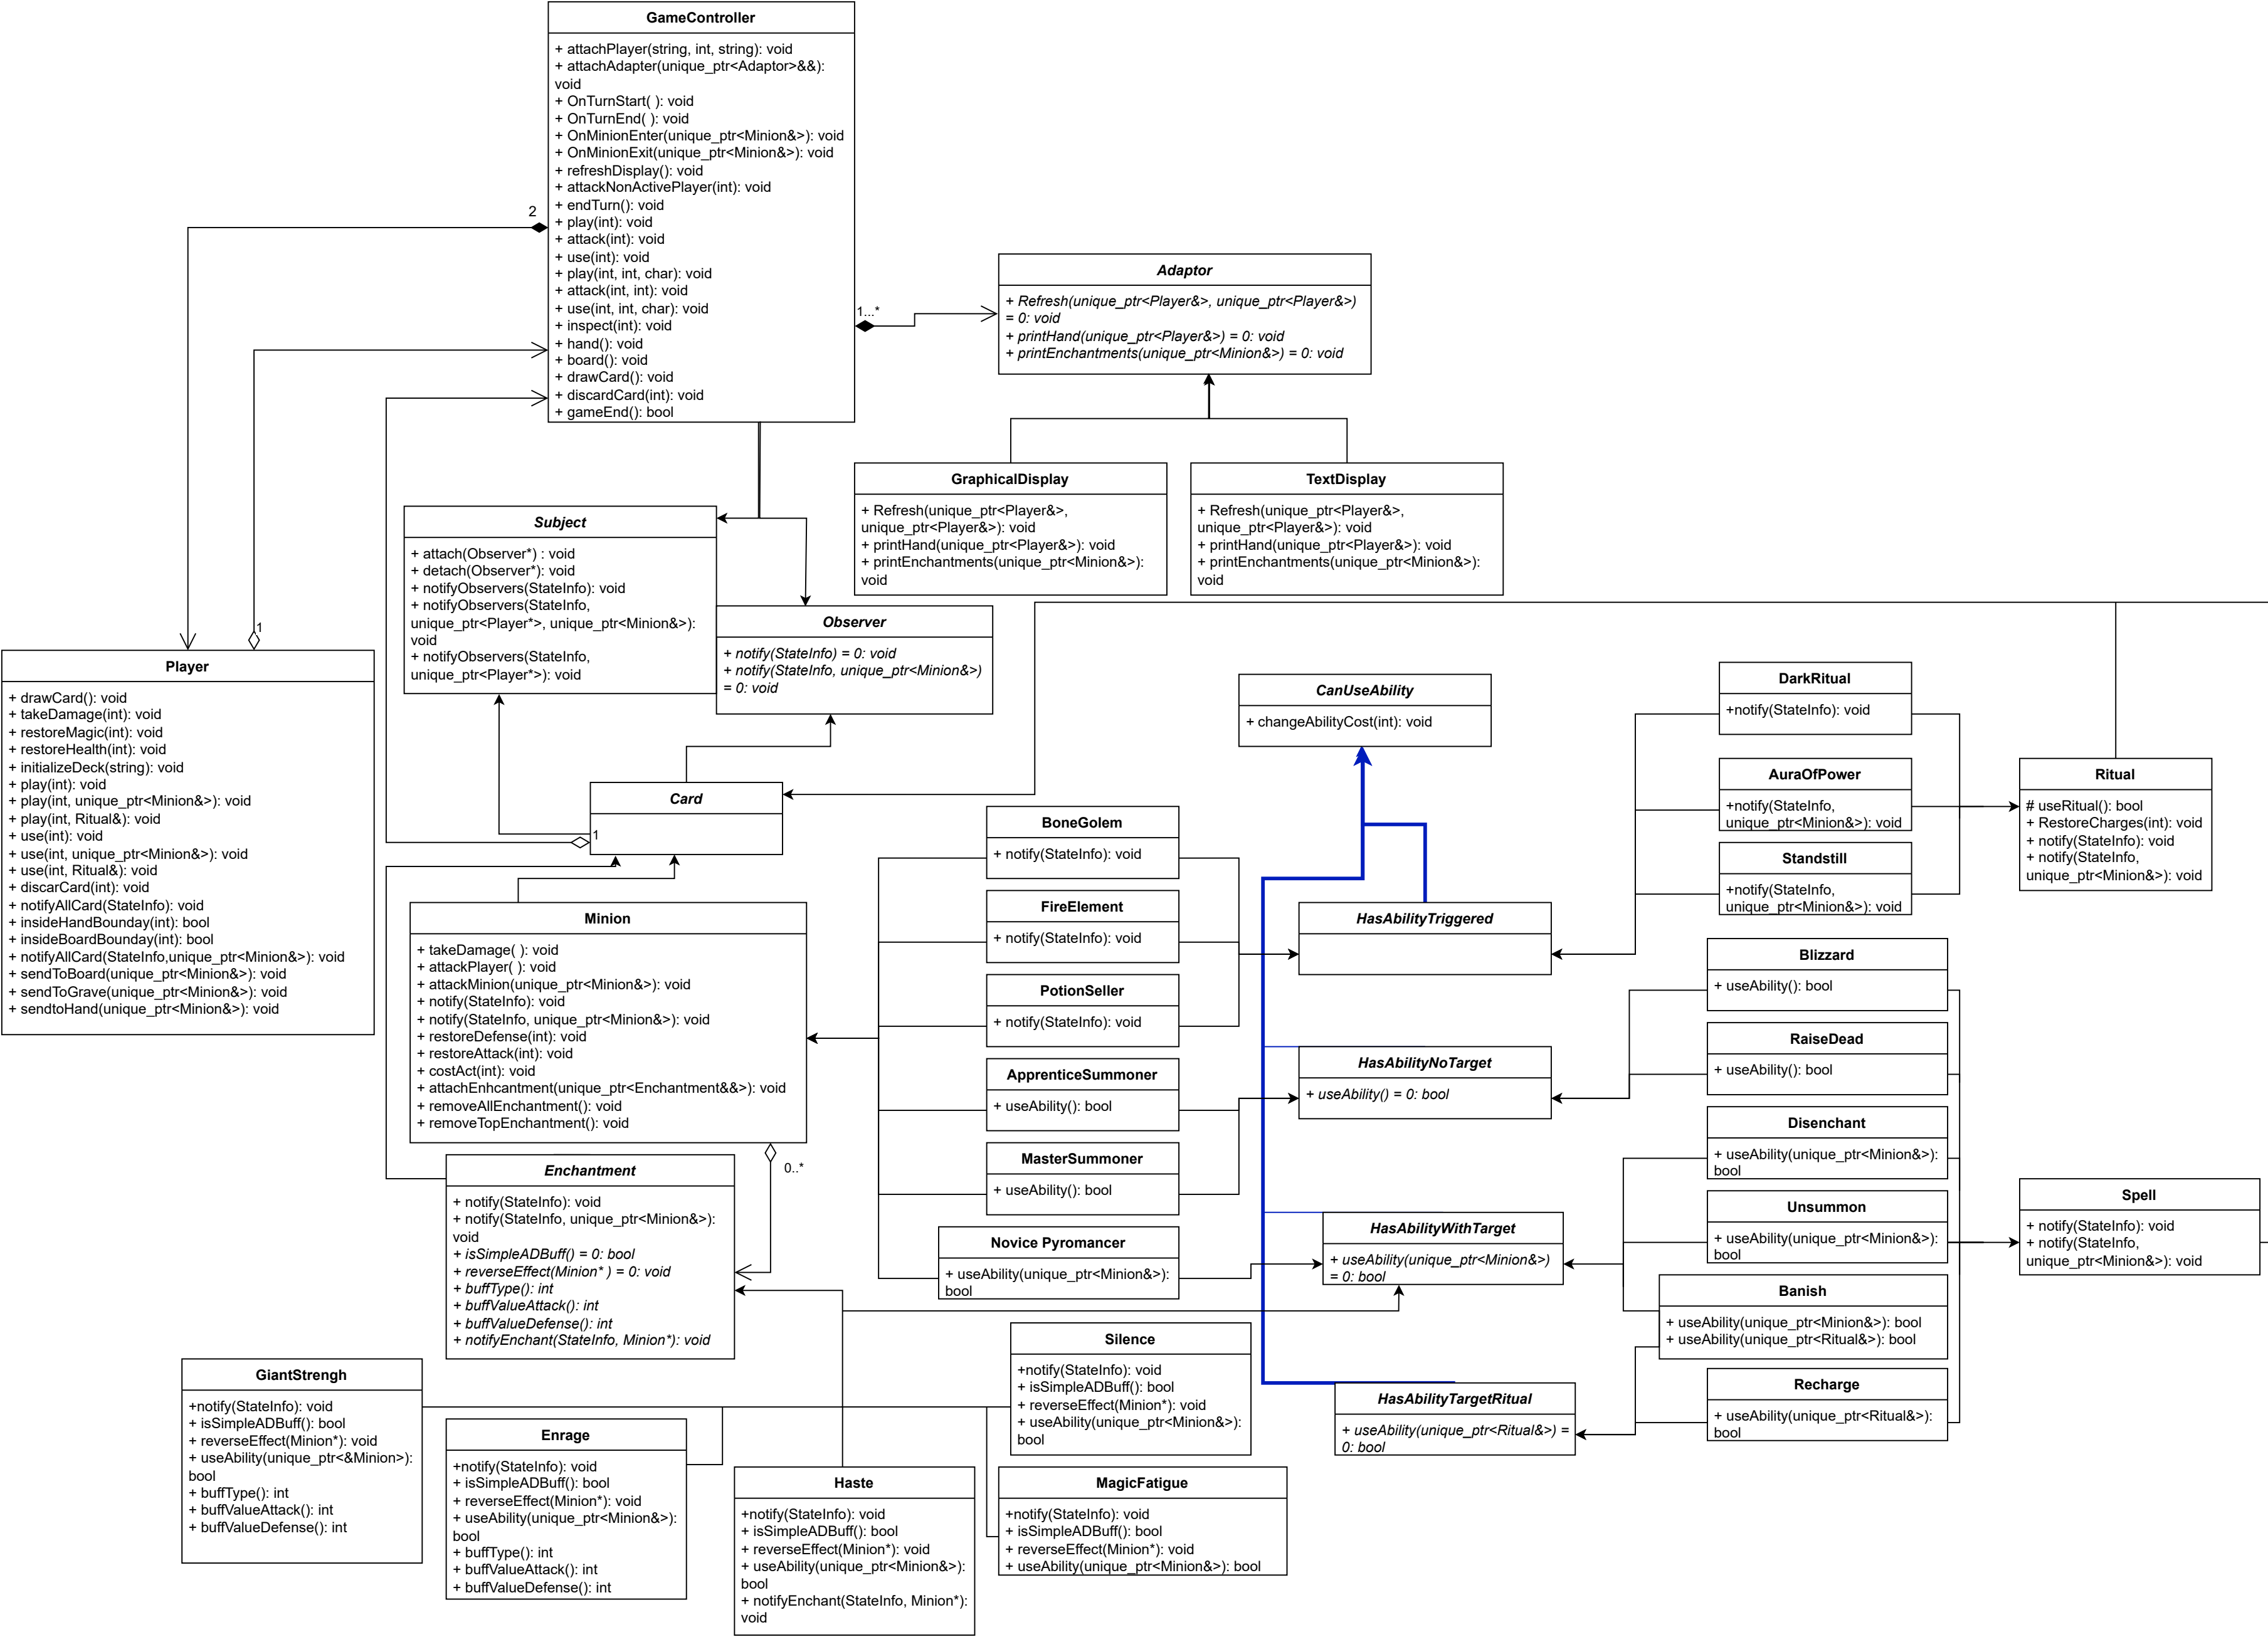 GameController
+ attachPlayer(string, int, string): void
+ attachAdapter(unique_ptr<Adaptor>&&):
void
+ OnTurnStart( ): void
+ OnTurnEnd( ): void
+ OnMinionEnter(unique_ptr<Minion&>): void
+ OnMinionExit(unique_ptr<Minion&>): void
+ refreshDisplay(): void
+ attackNonActivePlayer(int): void
+ endTurn(): void
+ play(int): void
+ attack(int): void
+ use(int): void
+ play(int, int, char): void
+ attack(int, int): void
+ use(int, int, char): void
+ inspect(int): void
+ hand(): void
+ board(): void
+ drawCard(): void
+ discardCard(int): void
+ gameEnd(): bool
2
1...*
Adaptor
+ Refresh(unique_ptr<Player&>, unique_ptr<Player&>)
= 0: void
+ printHand(unique_ptr<Player&>) = 0: void
+ printEnchantments(unique_ptr<Minion&>) = 0: void
GraphicalDisplay
+ Refresh(unique_ptr<Player&>,
unique_ptr<Player&>): void
+ printHand(unique_ptr<Player&>): void
+ printEnchantments(unique_ptr<Minion&>):
void
TextDisplay
+ Refresh(unique_ptr<Player&>,
unique_ptr<Player&>): void
+ printHand(unique_ptr<Player&>): void
+ printEnchantments(unique_ptr<Minion&>):
void
Subject
+ attach(Observer*) : void
+ detach(Observer*): void
+ notifyObservers(StateInfo): void
+ notifyObservers(StateInfo,
unique_ptr<Player*>, unique_ptr<Minion&>):
void
+ notifyObservers(StateInfo,
unique_ptr<Player*>): void
Observer
+ notify(StateInfo) = 0: void
+ notify(StateInfo, unique_ptr<Minion&>)
= 0: void
1
Player
+ drawCard(): void
+ takeDamage(int): void
+ restoreMagic(int): void
+ restoreHealth(int): void
+ initializeDeck(string): void
+ play(int): void
+ play(int, unique_ptr<Minion&>): void
+ play(int, Ritual&): void
+ use(int): void
+ use(int, unique_ptr<Minion&>): void
+ use(int, Ritual&): void
+ discarCard(int): void
+ notifyAllCard(StateInfo): void
+ insideHandBounday(int): bool
+ insideBoardBounday(int): bool
+ notifyAllCard(StateInfo,unique_ptr<Minion&>): void
+ sendToBoard(unique_ptr<Minion&>): void
+ sendToGrave(unique_ptr<Minion&>): void
+ sendtoHand(unique_ptr<Minion&>): void
Card
1
CanUseAbility
+ changeAbilityCost(int): void
DarkRitual
+notify(StateInfo): void
AuraOfPower
+notify(StateInfo,
unique_ptr<Minion&>): void
Standstill
+notify(StateInfo,
unique_ptr<Minion&>): void
Ritual
# useRitual(): bool
+ RestoreCharges(int): void
+ notify(StateInfo): void
+ notify(StateInfo,
unique_ptr<Minion&>): void
Minion
+ takeDamage( ): void
+ attackPlayer( ): void
+ attackMinion(unique_ptr<Minion&>): void
+ notify(StateInfo): void
+ notify(StateInfo, unique_ptr<Minion&>): void
+ restoreDefense(int): void
+ restoreAttack(int): void
+ costAct(int): void
+ attachEnhcantment(unique_ptr<Enchantment&&>): void
+ removeAllEnchantment(): void
+ removeTopEnchantment(): void
0..*
BoneGolem
+ notify(StateInfo): void
FireElement
+ notify(StateInfo): void
PotionSeller
+ notify(StateInfo): void
ApprenticeSummoner
+ useAbility(): bool
MasterSummoner
+ useAbility(): bool
Novice Pyromancer
+ useAbility(unique_ptr<Minion&>):
bool
HasAbilityTriggered
HasAbilityNoTarget
+ useAbility() = 0: bool
HasAbilityWithTarget
+ useAbility(unique_ptr<Minion&>)
= 0: bool
HasAbilityTargetRitual
+ useAbility(unique_ptr<Ritual&>) =
0: bool
Blizzard
+ useAbility(): bool
RaiseDead
+ useAbility(): bool
Disenchant
+ useAbility(unique_ptr<Minion&>):
bool
Unsummon
+ useAbility(unique_ptr<Minion&>):
bool
Banish
+ useAbility(unique_ptr<Minion&>): bool
+ useAbility(unique_ptr<Ritual&>): bool
Recharge
+ useAbility(unique_ptr<Ritual&>):
bool
Spell
+ notify(StateInfo): void
+ notify(StateInfo,
unique_ptr<Minion&>): void
Enchantment
+ notify(StateInfo): void
+ notify(StateInfo, unique_ptr<Minion&>):
void
+ isSimpleADBuff() = 0: bool
+ reverseEffect(Minion* ) = 0: void
+ buffType(): int
+ buffValueAttack(): int
+ buffValueDefense(): int
+ notifyEnchant(StateInfo, Minion*): void
GiantStrengh
+notify(StateInfo): void
+ isSimpleADBuff(): bool
+ reverseEffect(Minion*): void
+ useAbility(unique_ptr<&Minion>):
bool
+ buffType(): int
+ buffValueAttack(): int
+ buffValueDefense(): int
Enrage
+notify(StateInfo): void
+ isSimpleADBuff(): bool
+ reverseEffect(Minion*): void
+ useAbility(unique_ptr<Minion&>):
bool
+ buffType(): int
+ buffValueAttack(): int
+ buffValueDefense(): int
Haste
+notify(StateInfo): void
+ isSimpleADBuff(): bool
+ reverseEffect(Minion*): void
+ useAbility(unique_ptr<Minion&>):
bool
+ notifyEnchant(StateInfo, Minion*):
void
Silence
+notify(StateInfo): void
+ isSimpleADBuff(): bool
+ reverseEffect(Minion*): void
+ useAbility(unique_ptr<Minion&>):
bool
MagicFatigue
+notify(StateInfo): void
+ isSimpleADBuff(): bool
+ reverseEffect(Minion*): void
+ useAbility(unique_ptr<Minion&>): bool